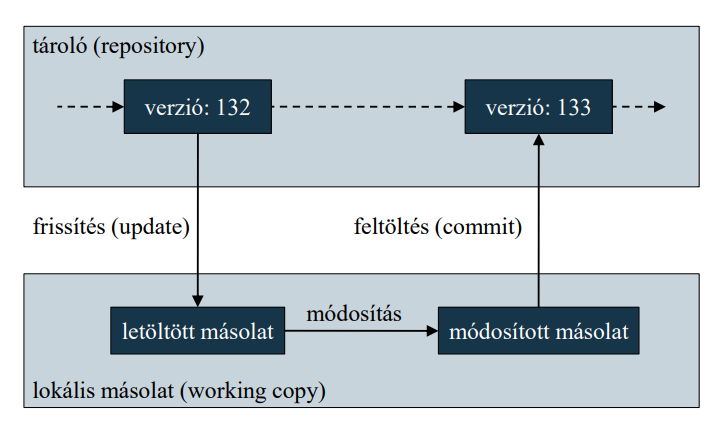 tároló (repository)
verzió: 132
verzió: 133
frissítés (update)
feltöltés (commit)
módosítás
letöltött másolat
módosított másolat
lokális másolat (working copy)